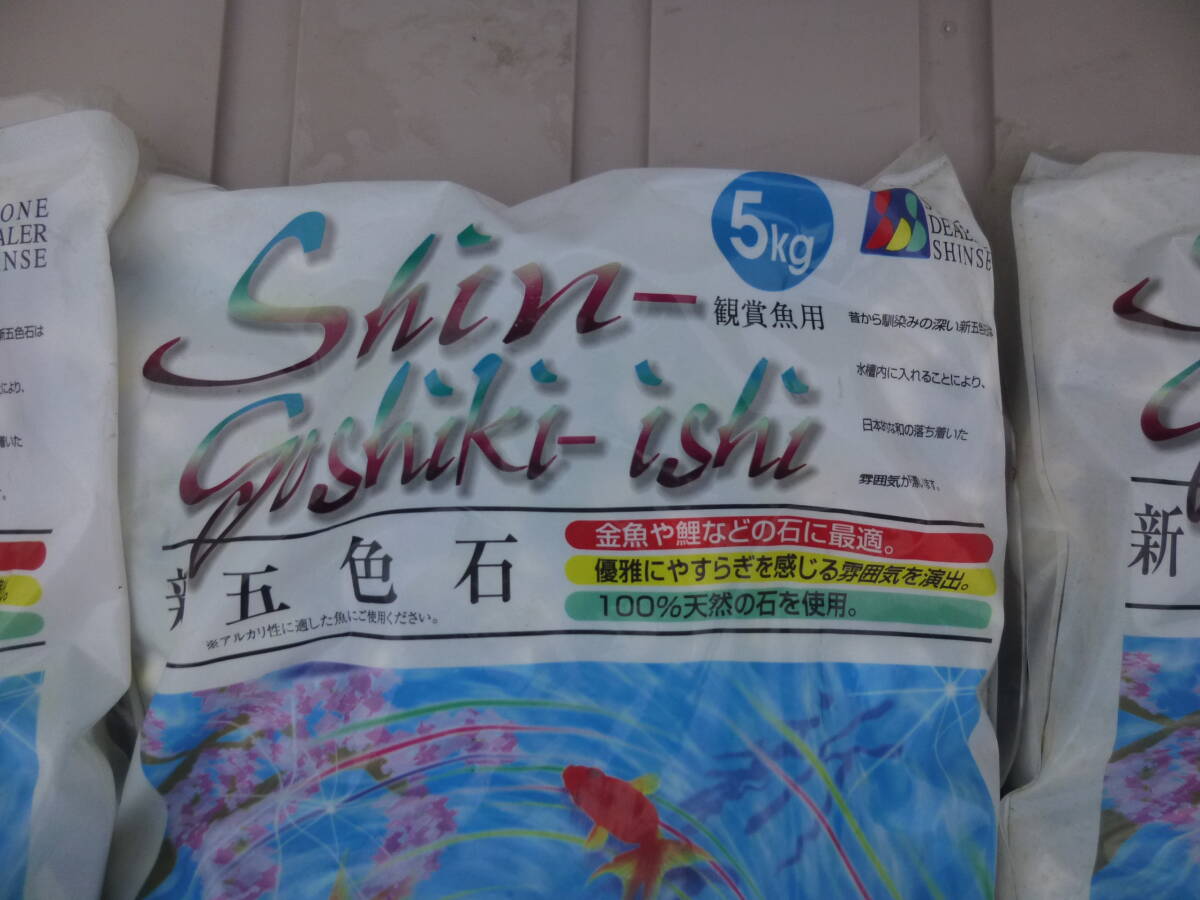 ONE
ALER
NSE
新五色石は
により、
いた
5kg
DEAL
SHINSE
Shin-
観賞魚用
昔から馴染みの深い新五色石は
水槽内に入れることにより、
Goshiki-ishi
日本的な和の落ち着いた
雰囲気が漂います。
新五色石
※アルカリ性に適した魚にご使用ください。
金魚や鯉などの石に最適。
優雅にやすらぎを感じる雰囲気を演出。
100%天然の石を使用。
新